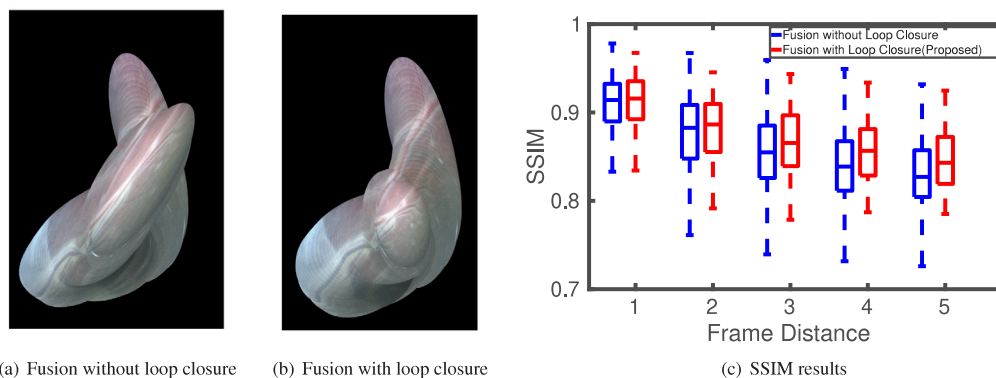 1
0.9
0.8
0.7
SSIM
Fusion without Loop Closure
Fusion with Loop Closure(Proposed)
1 2 3 4 5
Frame Distance
(a) Fusion without loop closure
(b) Fusion with loop closure
(c) SSIM results